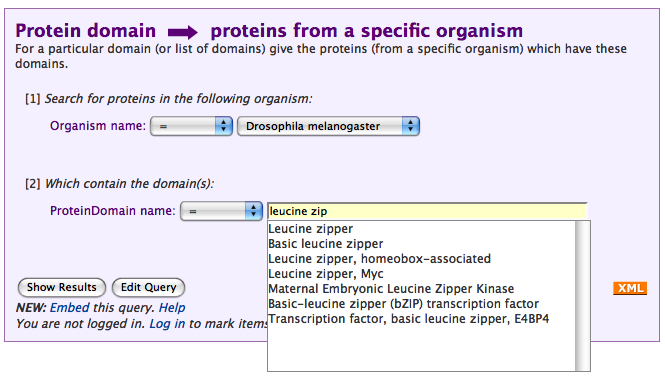 Protein domain → proteins from a specific organism
For a particular domain (or list of domains) give the proteins (from a specific organism) which have these
domains.
[1] Search for proteins in the following organism:
Organism name: = Drosophila melanogaster
[2] Which contain the domain(s):
ProteinDomain name: = leucine zip
Leucine zipper
Basic leucine zipper
Leucine zipper, homeobox-associated
Leucine zipper, Myc
Maternal Embryonic Leucine Zipper Kinase
Basic-leucine zipper (bZIP) transcription factor
Transcription factor, basic leucine zipper, E4BP4
Show Results Edit Query XML
NEW: Embed this query. Help
You are not logged in. Log in to mark items